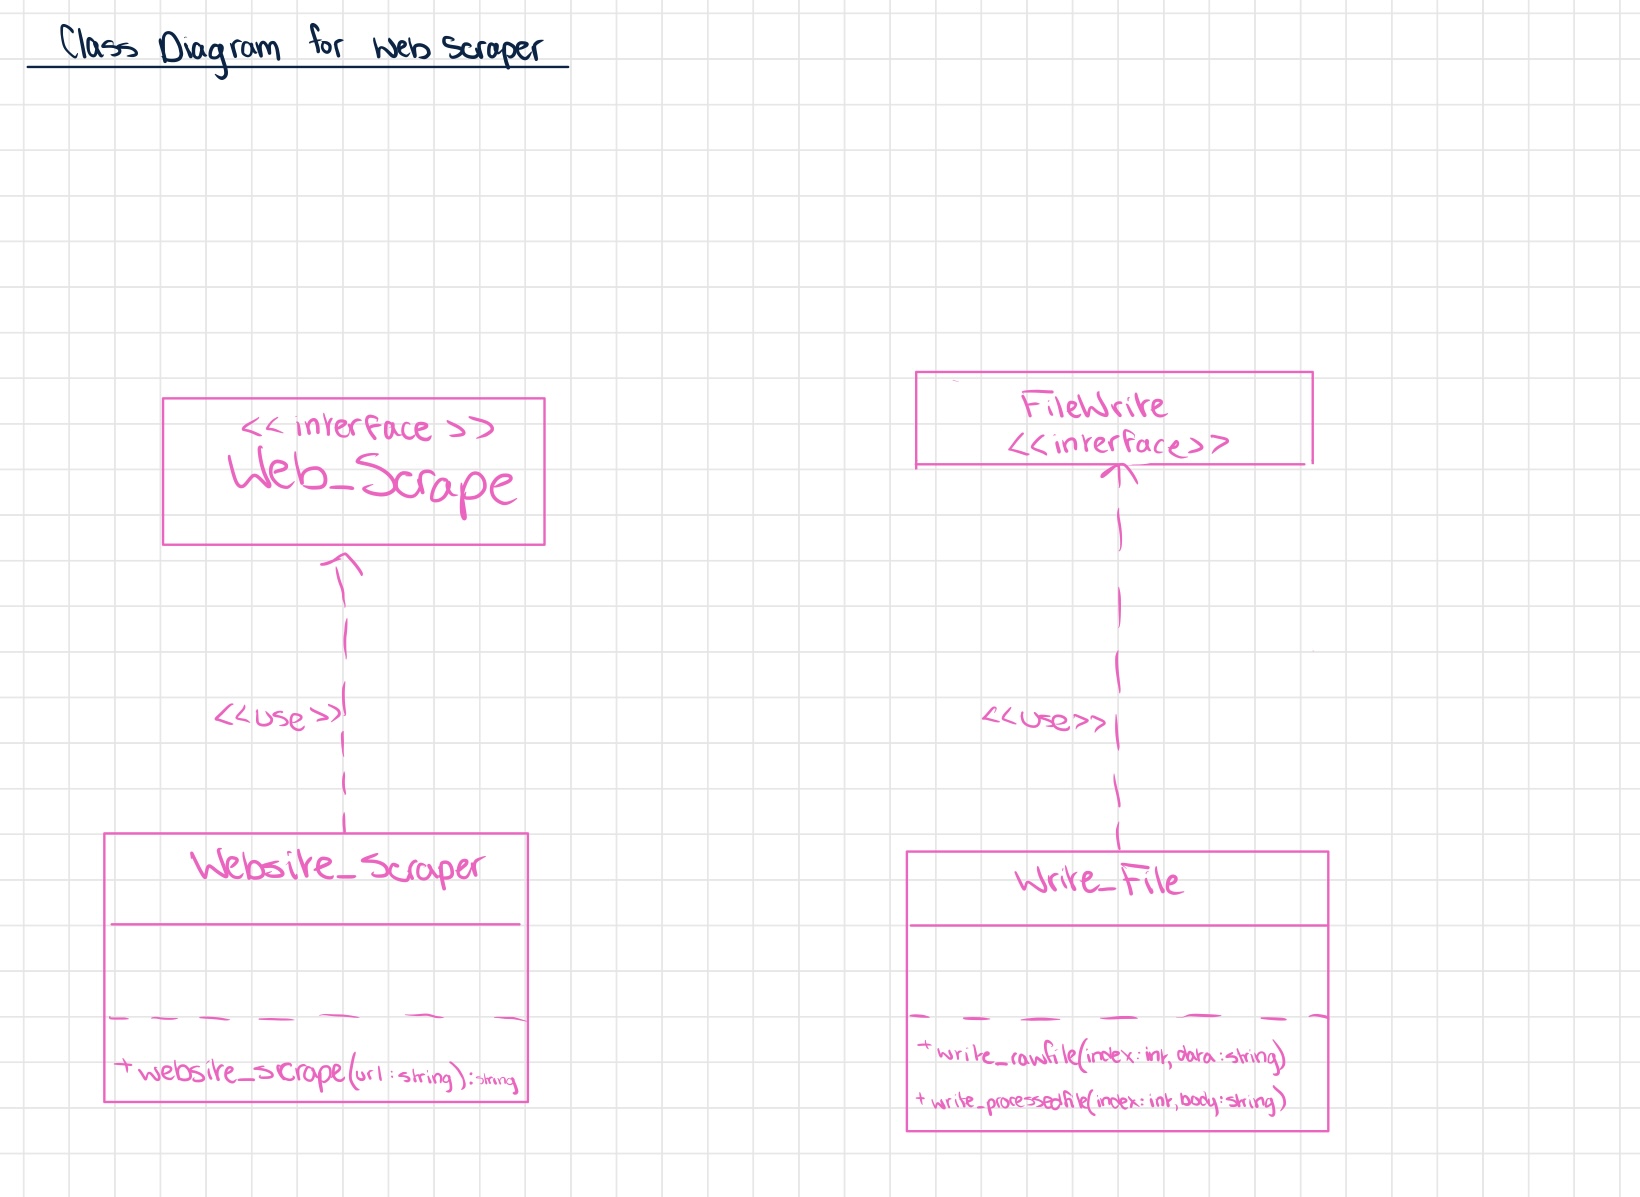 Class Diagram for Web Scraper
<< interface >>
Web_Scrape
FileWrite
<<interface>>
<<use>>
<<use>>
Website_Scraper
+ website_scrape(url:string):string
Write_File
+ write_rawfile(index:int, data:string)
+ write_processedfile(index:int, body:string)